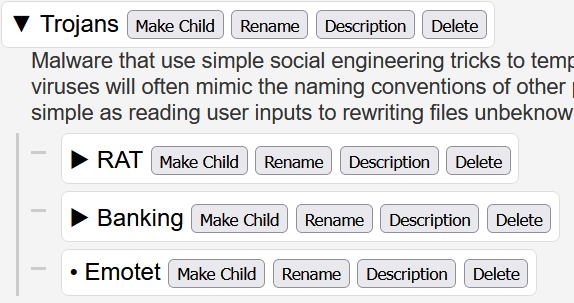 ▼ Trojans Make Child Rename Description Delete
Malware that use simple social engineering tricks to temp
viruses will often mimic the naming conventions of other
simple as reading user inputs to rewriting files unbeknow
▶ RAT Make Child Rename Description Delete
▶ Banking Make Child Rename Description Delete
• Emotet Make Child Rename Description Delete